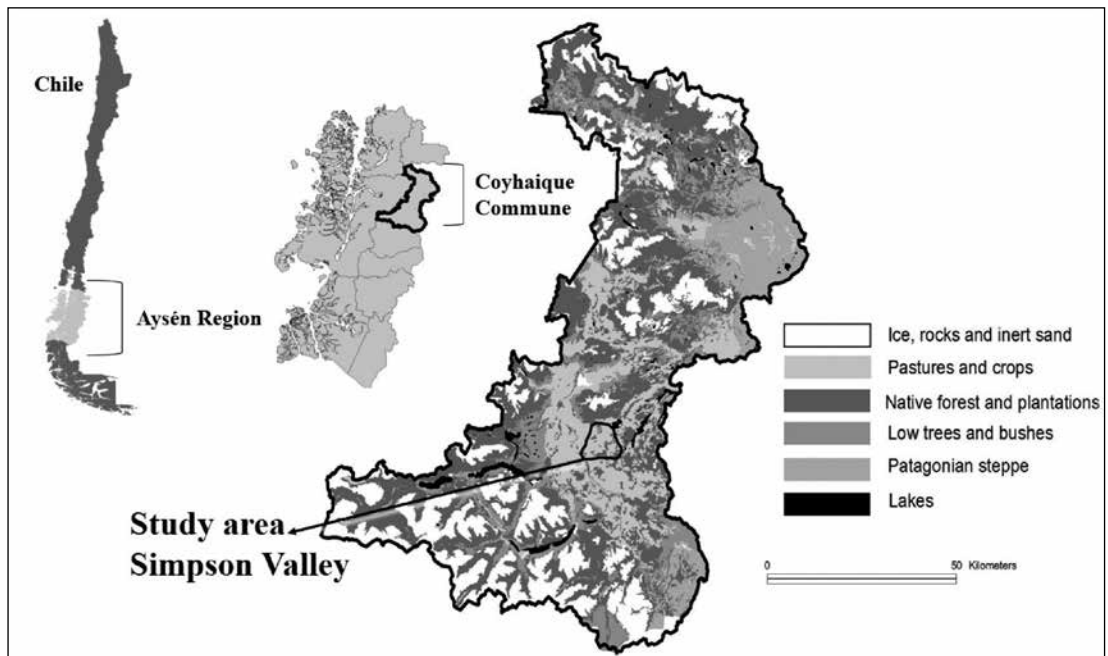 Chile
Aysén Region
Coyhaique
Commune
Study area
Simpson Valley
Ice, rocks and inert sand
Pastures and crops
Native forest and plantations
Low trees and bushes
Patagonian steppe
Lakes
0 50 Kilometers